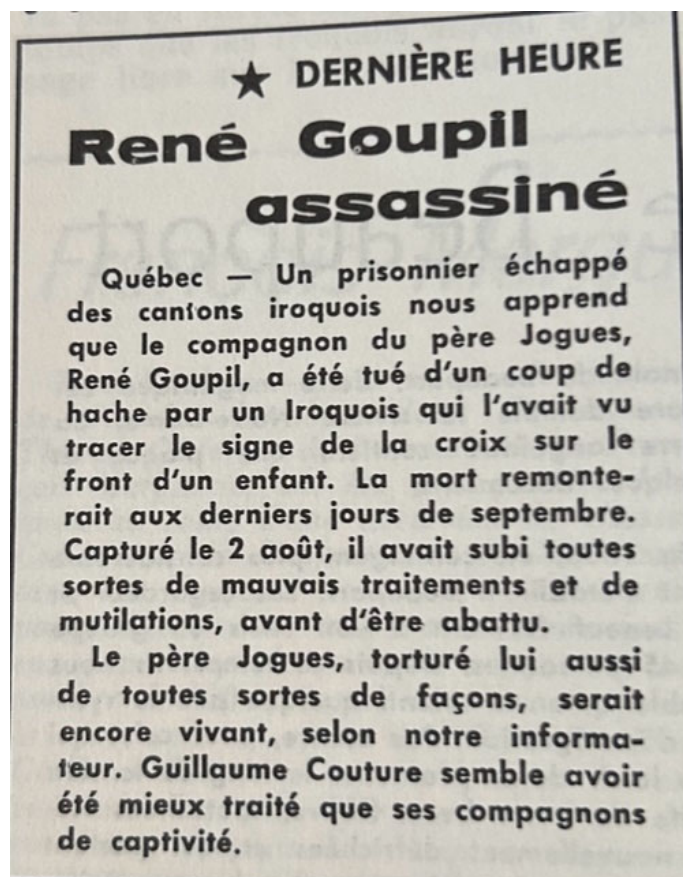 ★ DERNIÈRE HEURE
René Goupil
assassiné
Québec — Un prisonnier échappé
des cantons iroquois nous apprend
que le compagnon du père Jogues,
René Goupil, a été tué d'un coup de
hache par un Iroquois qui l'avait vu
tracer le signe de la croix sur le
front d'un enfant. La mort remonte-
rait aux derniers jours de septembre.
Capturé le 2 août, il avait subi toutes
sortes de mauvais traitements et de
mutilations, avant d'être abattu.
Le père Jogues, torturé lui aussi
de toutes sortes de façons, serait
encore vivant, selon notre informa-
teur. Guillaume Couture semble avoir
été mieux traité que ses compagnons
de captivité.